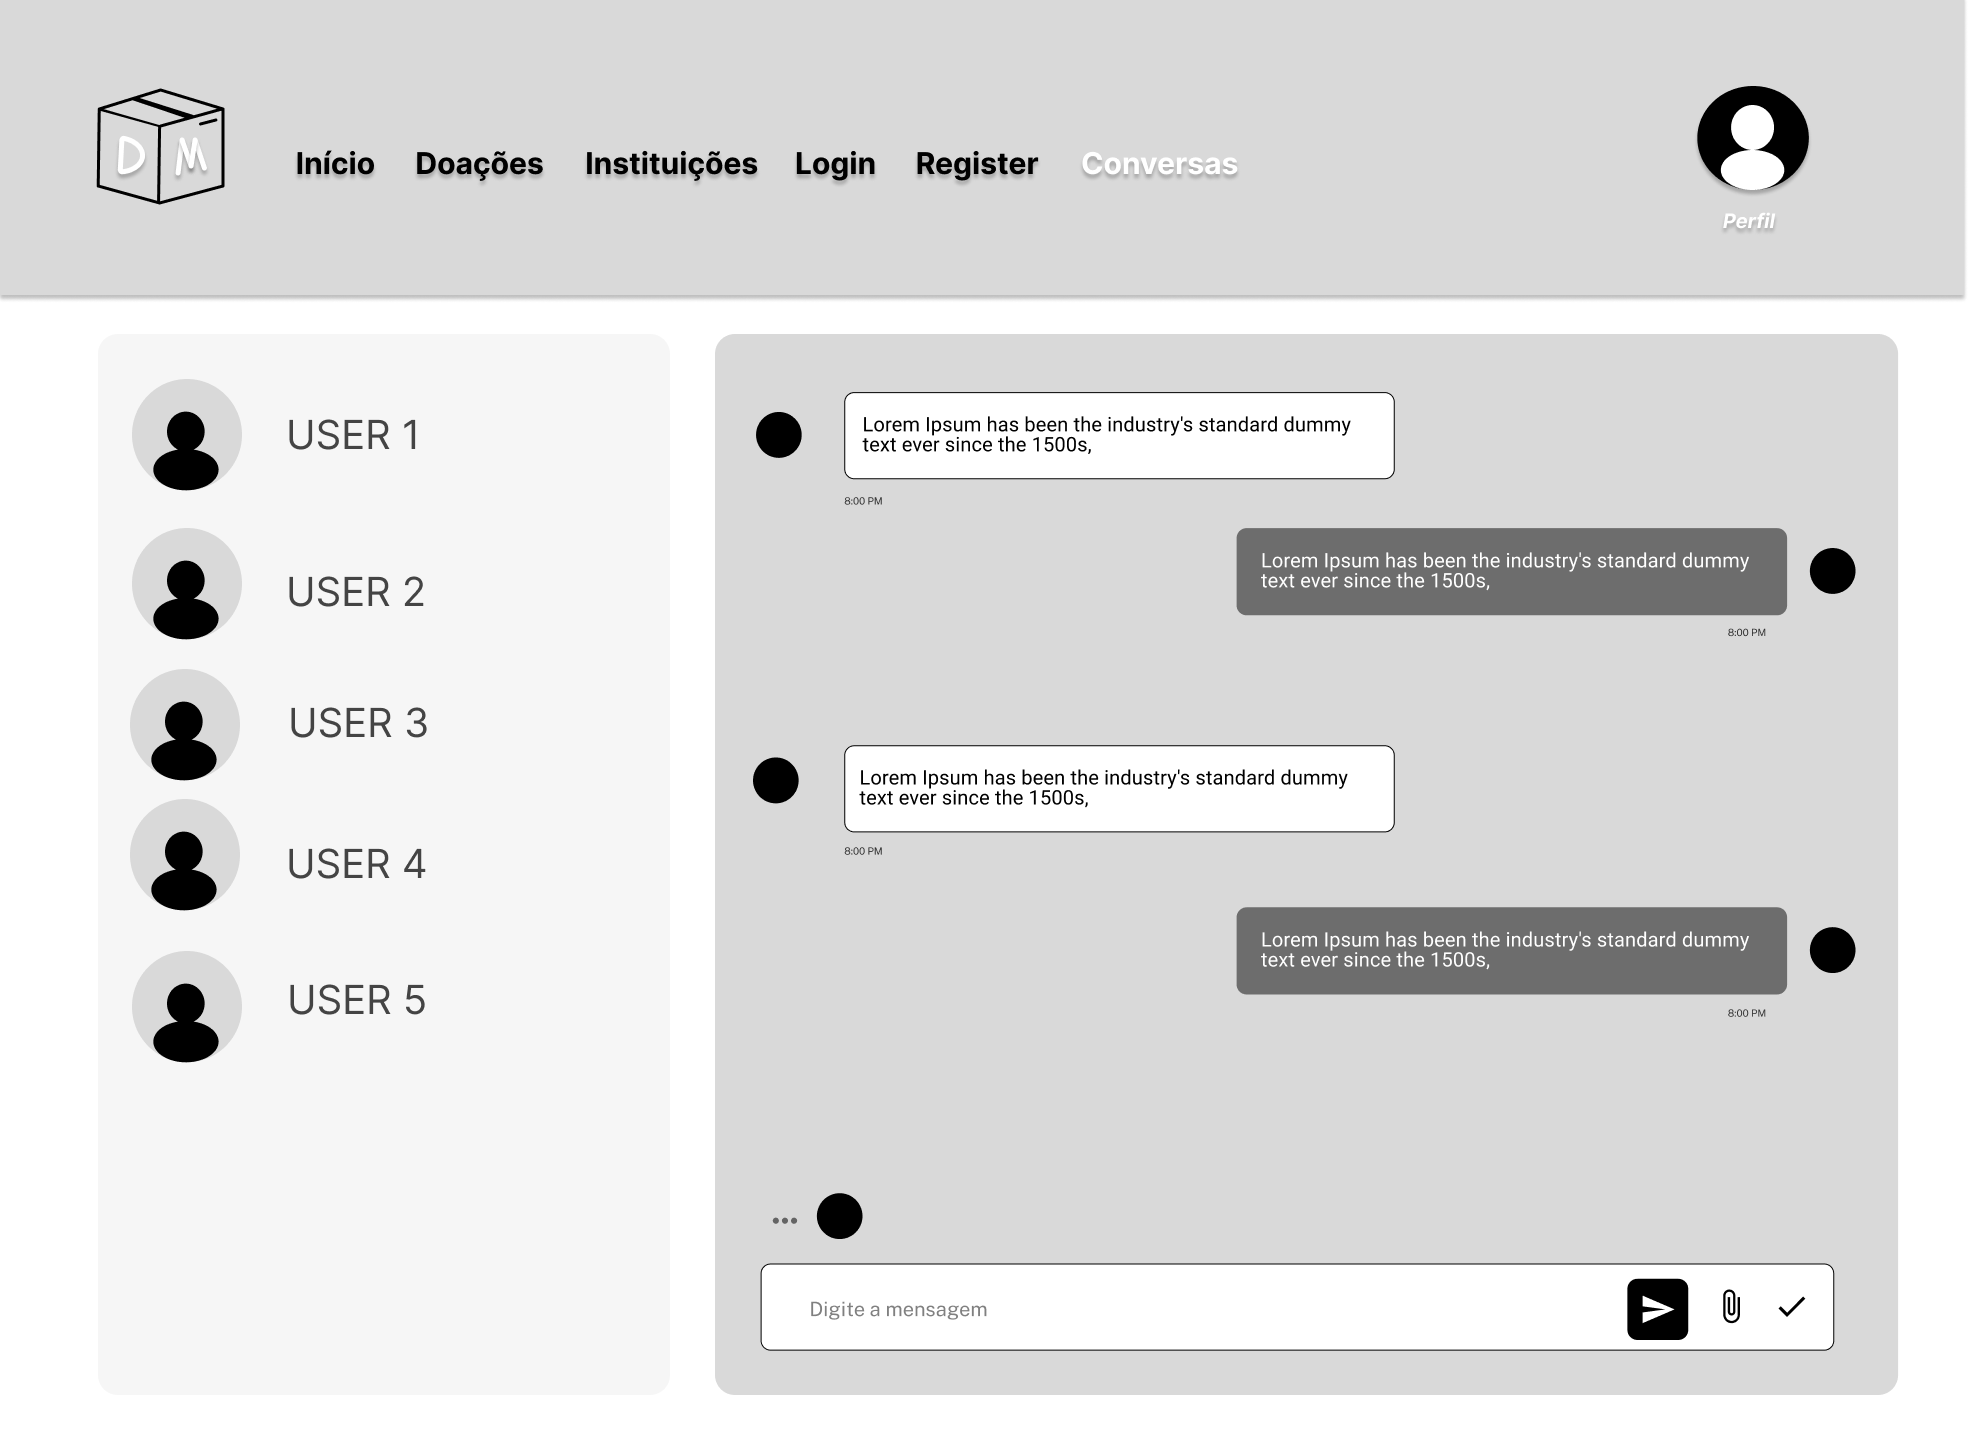 D M
Início Doações Instituições Login Register Conversas
Perfil
USER 1
USER 2
USER 3
USER 4
USER 5
Lorem Ipsum has been the industry's standard dummy
text ever since the 1500s,
8:00 PM
Lorem Ipsum has been the industry's standard dummy
text ever since the 1500s,
8:00 PM
Lorem Ipsum has been the industry's standard dummy
text ever since the 1500s,
8:00 PM
Lorem Ipsum has been the industry's standard dummy
text ever since the 1500s,
8:00 PM
Digite a mensagem